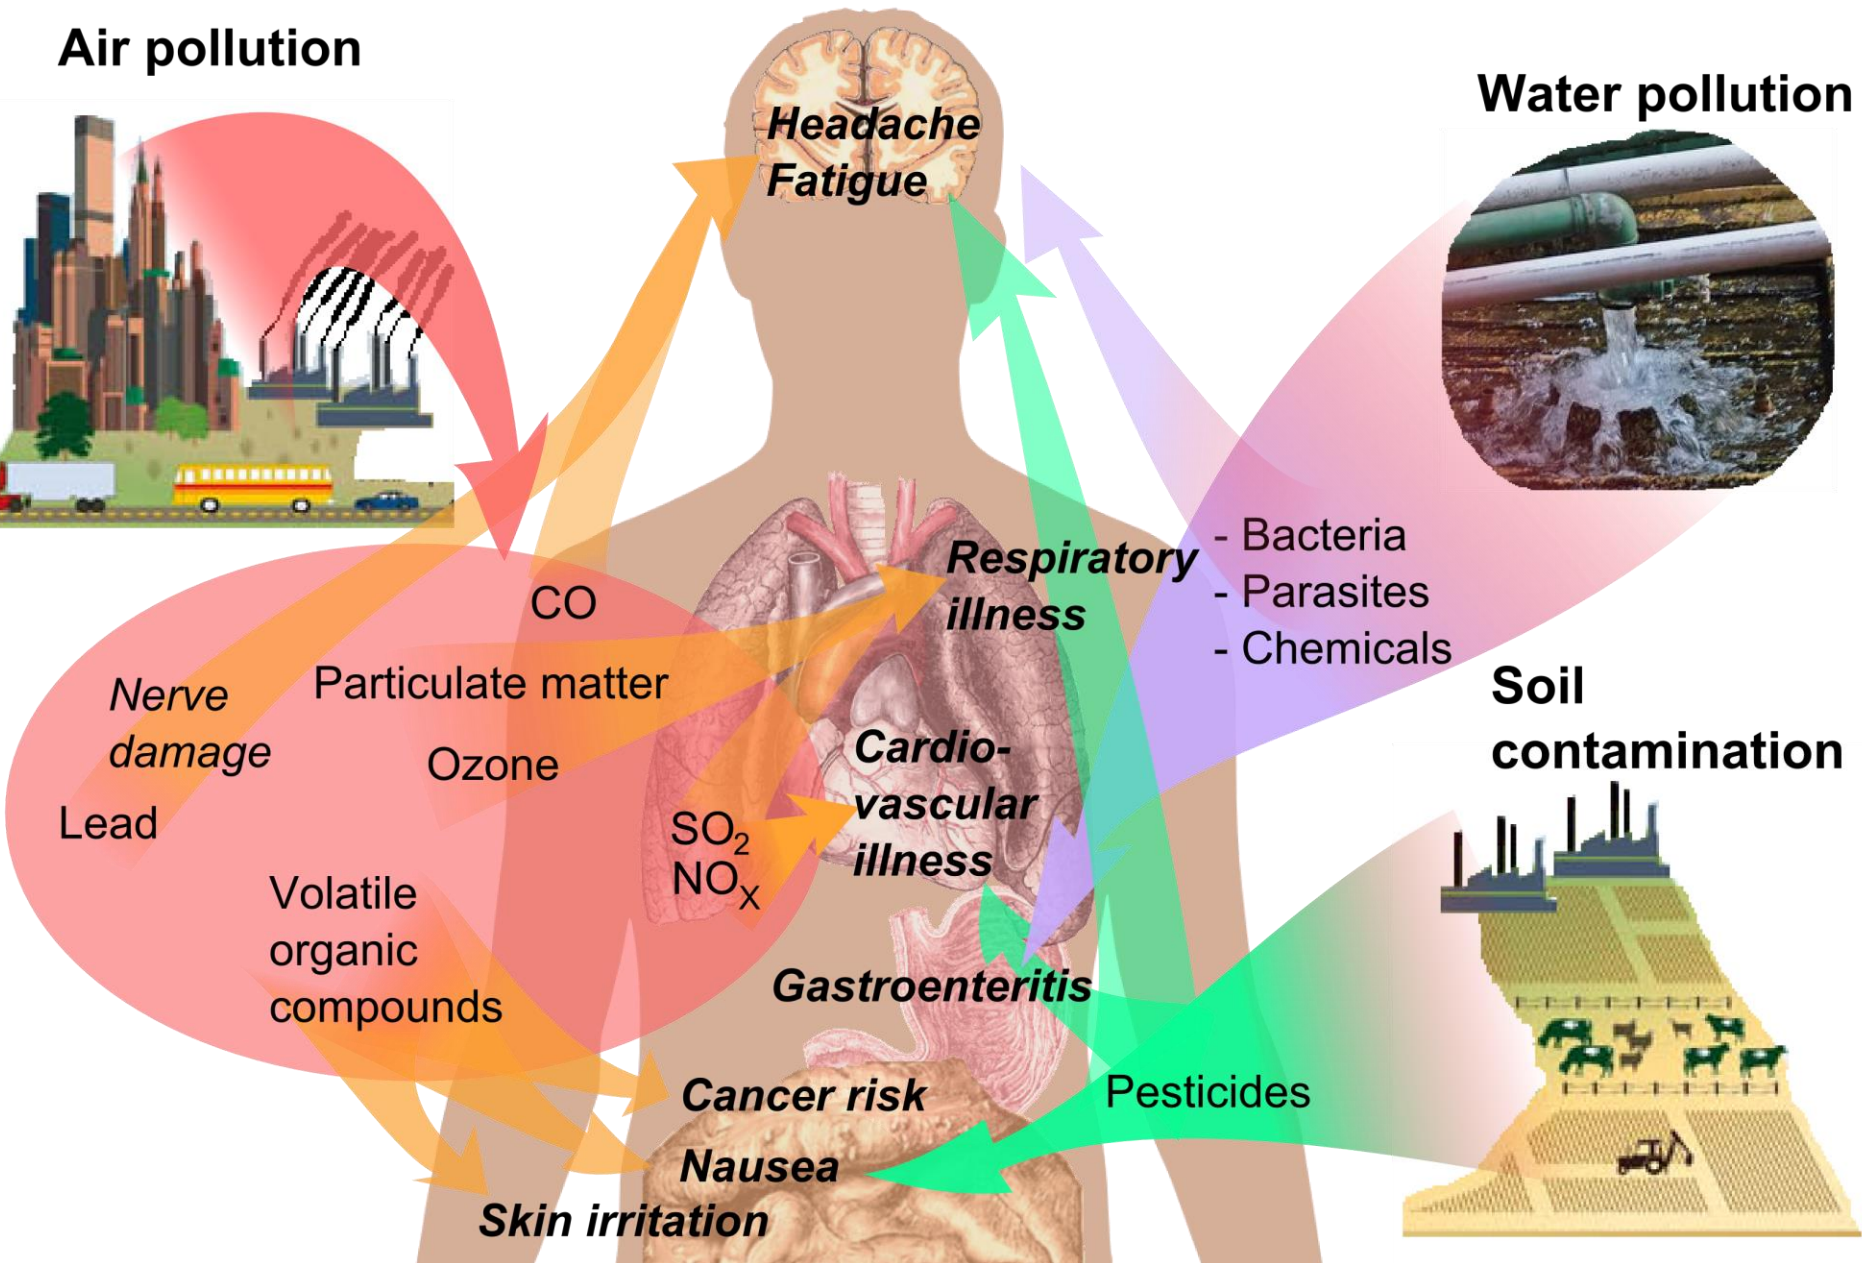 Air pollution
Water pollution
Headache
Fatigue
- Bacteria
- Parasites
- Chemicals
Respiratory
illness
CO
Particulate matter
Nerve
damage
Ozone
Lead
SO₂
NOₓ
Cardio-
vascular
illness
Soil
contamination
Volatile
organic
compounds
Gastroenteritis
Pesticides
Cancer risk
Nausea
Skin irritation